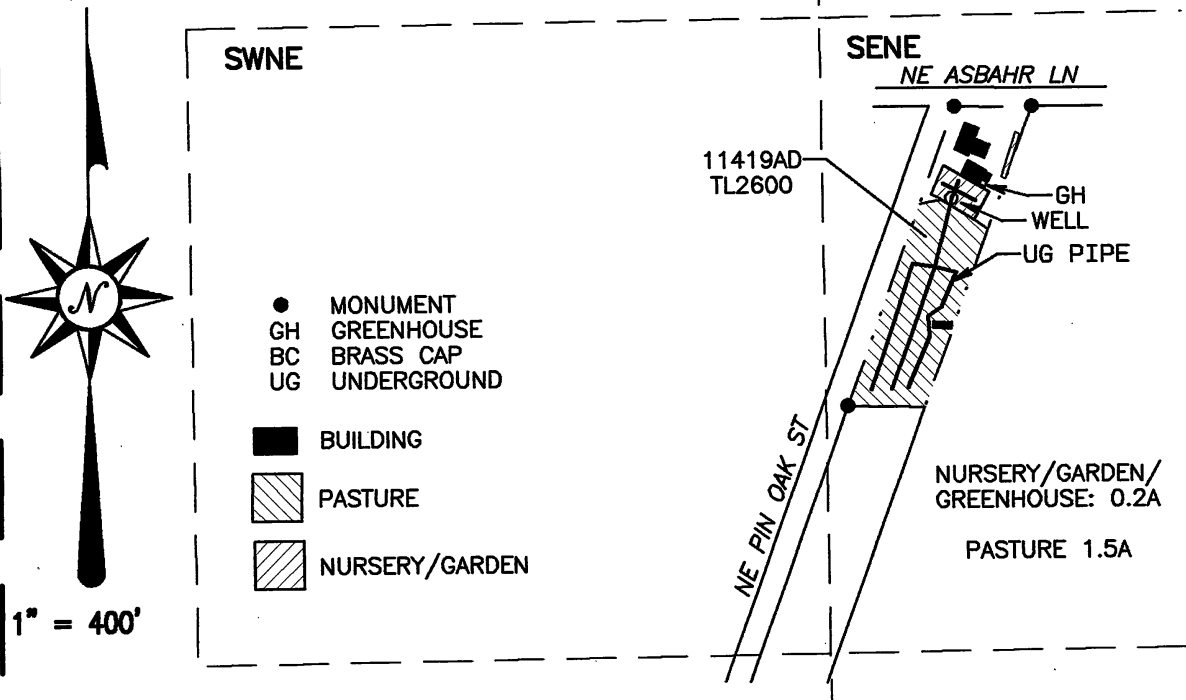 SWNE
SENE
NE ASBAHR LN
11419AD
TL2600
GH
WELL
UG PIPE
N
MONUMENT
GH GREENHOUSE
BC BRASS CAP
UG UNDERGROUND
BUILDING
PASTURE
NURSERY/GARDEN
NE PIN OAK ST
NURSERY/GARDEN/
GREENHOUSE: 0.2A
PASTURE 1.5A
1" = 400'